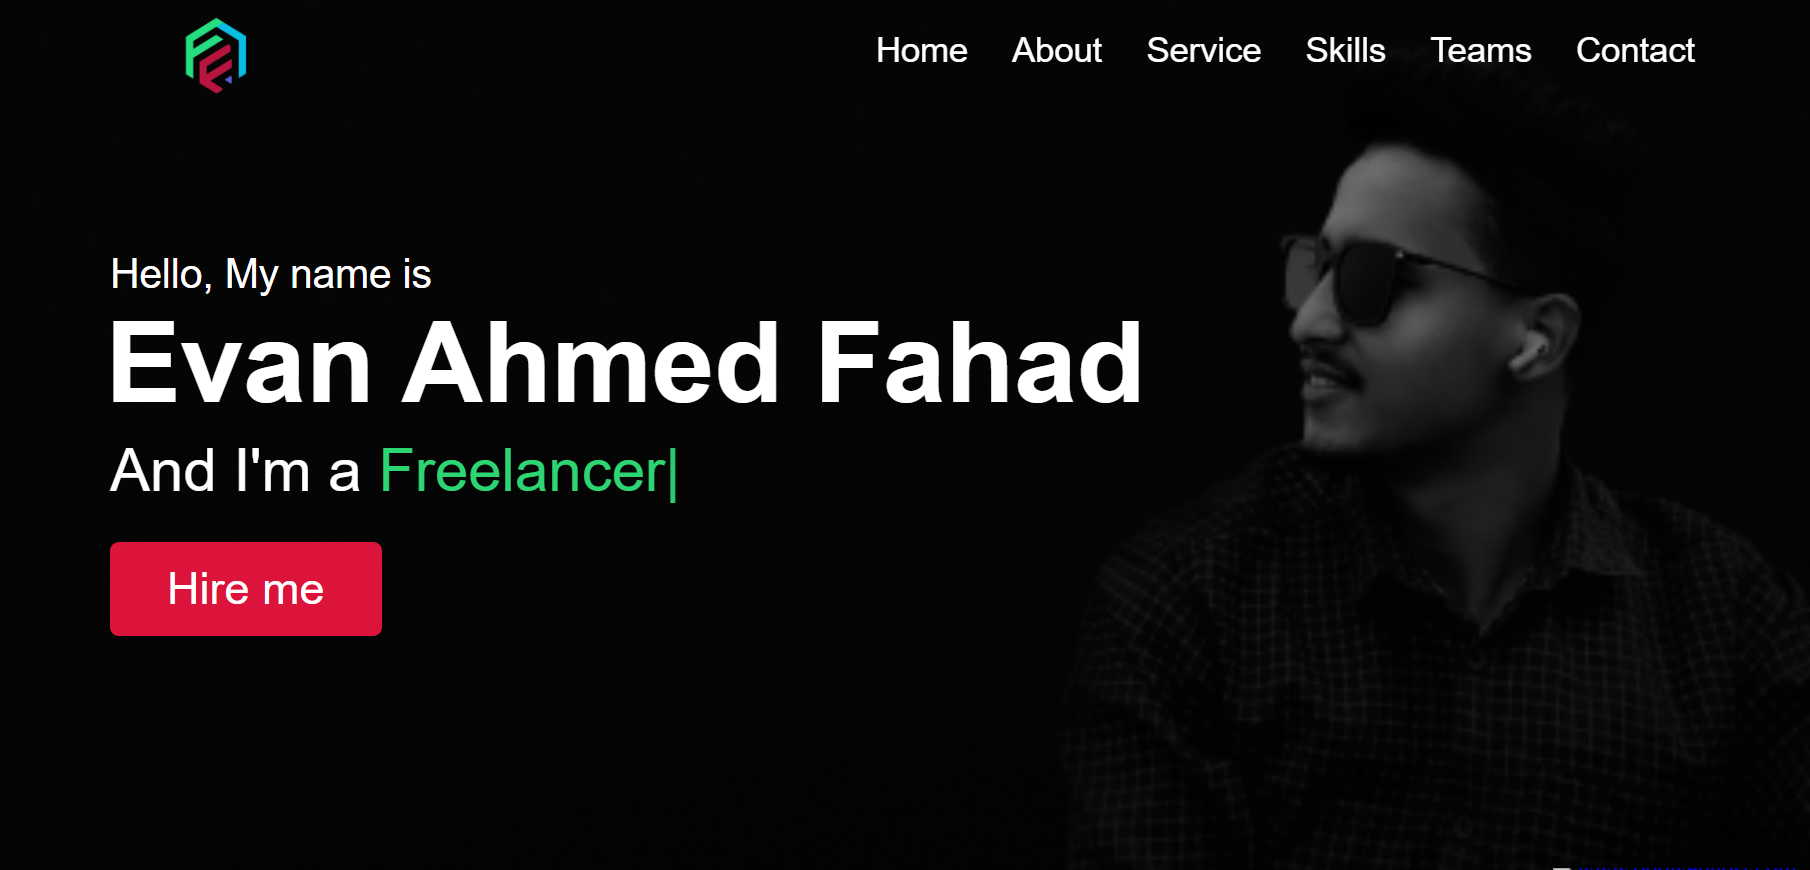 Home About Service Skills Teams Contact
Hello, My name is
Evan Ahmed Fahad
And I'm a Freelancer|
Hire me